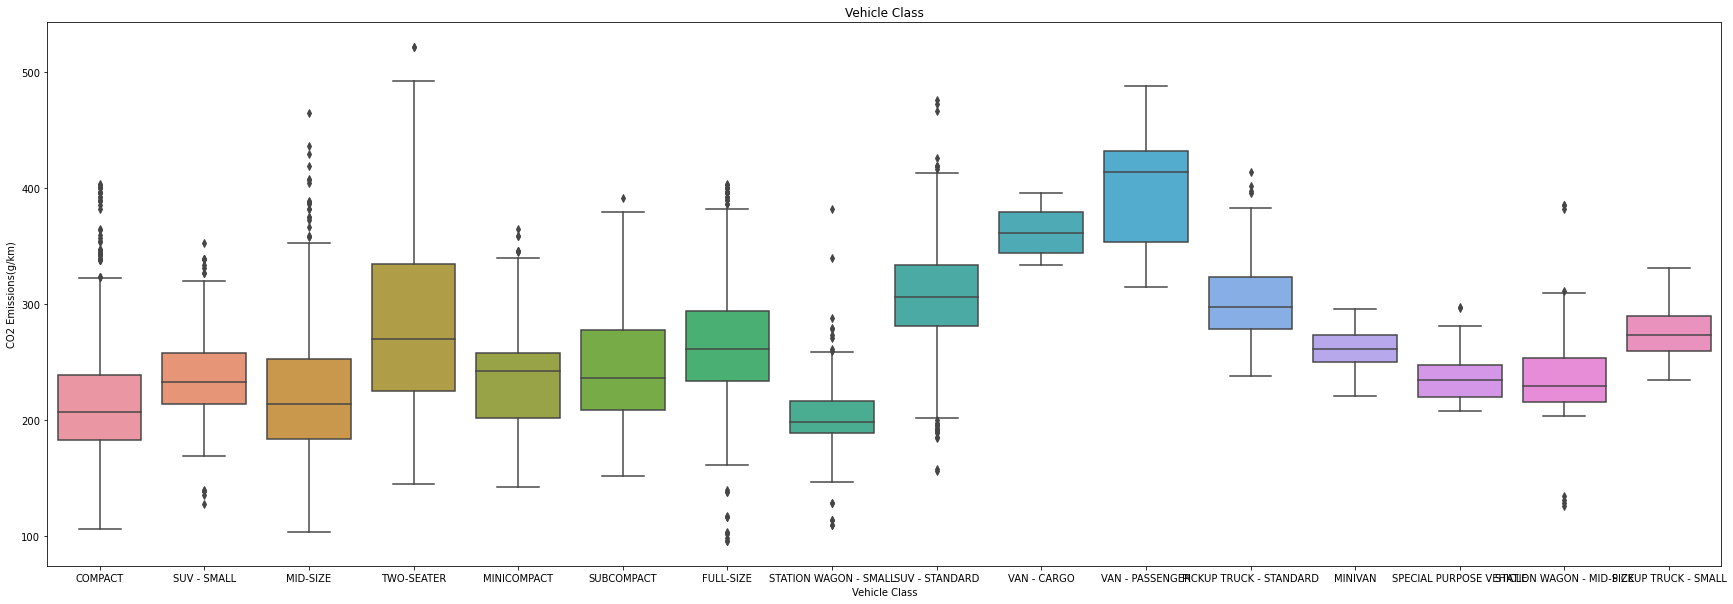 Vehicle Class
CO2 Emissions(g/km)
500
400
300
200
100
COMPACT
SUV - SMALL
MID-SIZE
TWO-SEATER
MINICOMPACT
SUBCOMPACT
FULL-SIZE
STATION WAGON - SMALL
SUV - STANDARD
VAN - CARGO
VAN - PASSENGER
PICKUP TRUCK - STANDARD
MINIVAN
SPECIAL PURPOSE VEHICLE
STATION WAGON - MID-SIZE
PICKUP TRUCK - SMALL
Vehicle Class